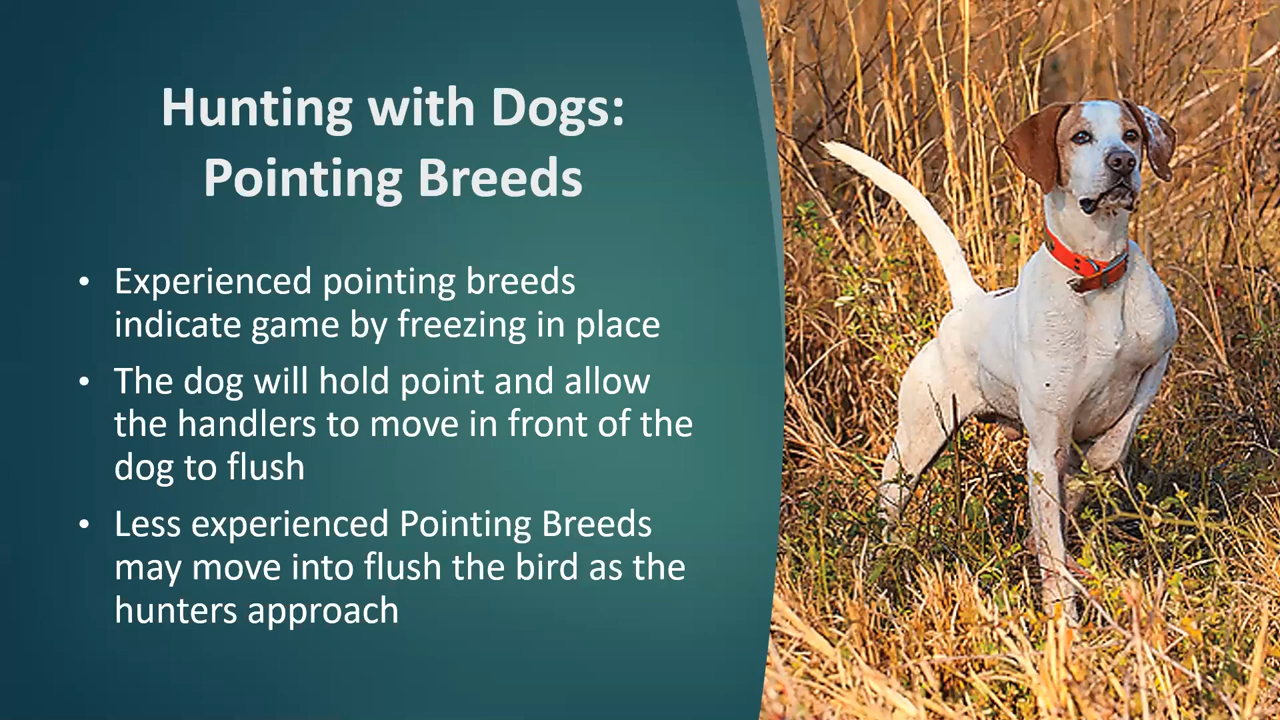 Hunting with Dogs:
Pointing Breeds
• Experienced pointing breeds
indicate game by freezing in place
• The dog will hold point and allow
the handlers to move in front of the
dog to flush
• Less experienced Pointing Breeds
may move into flush the bird as the
hunters approach